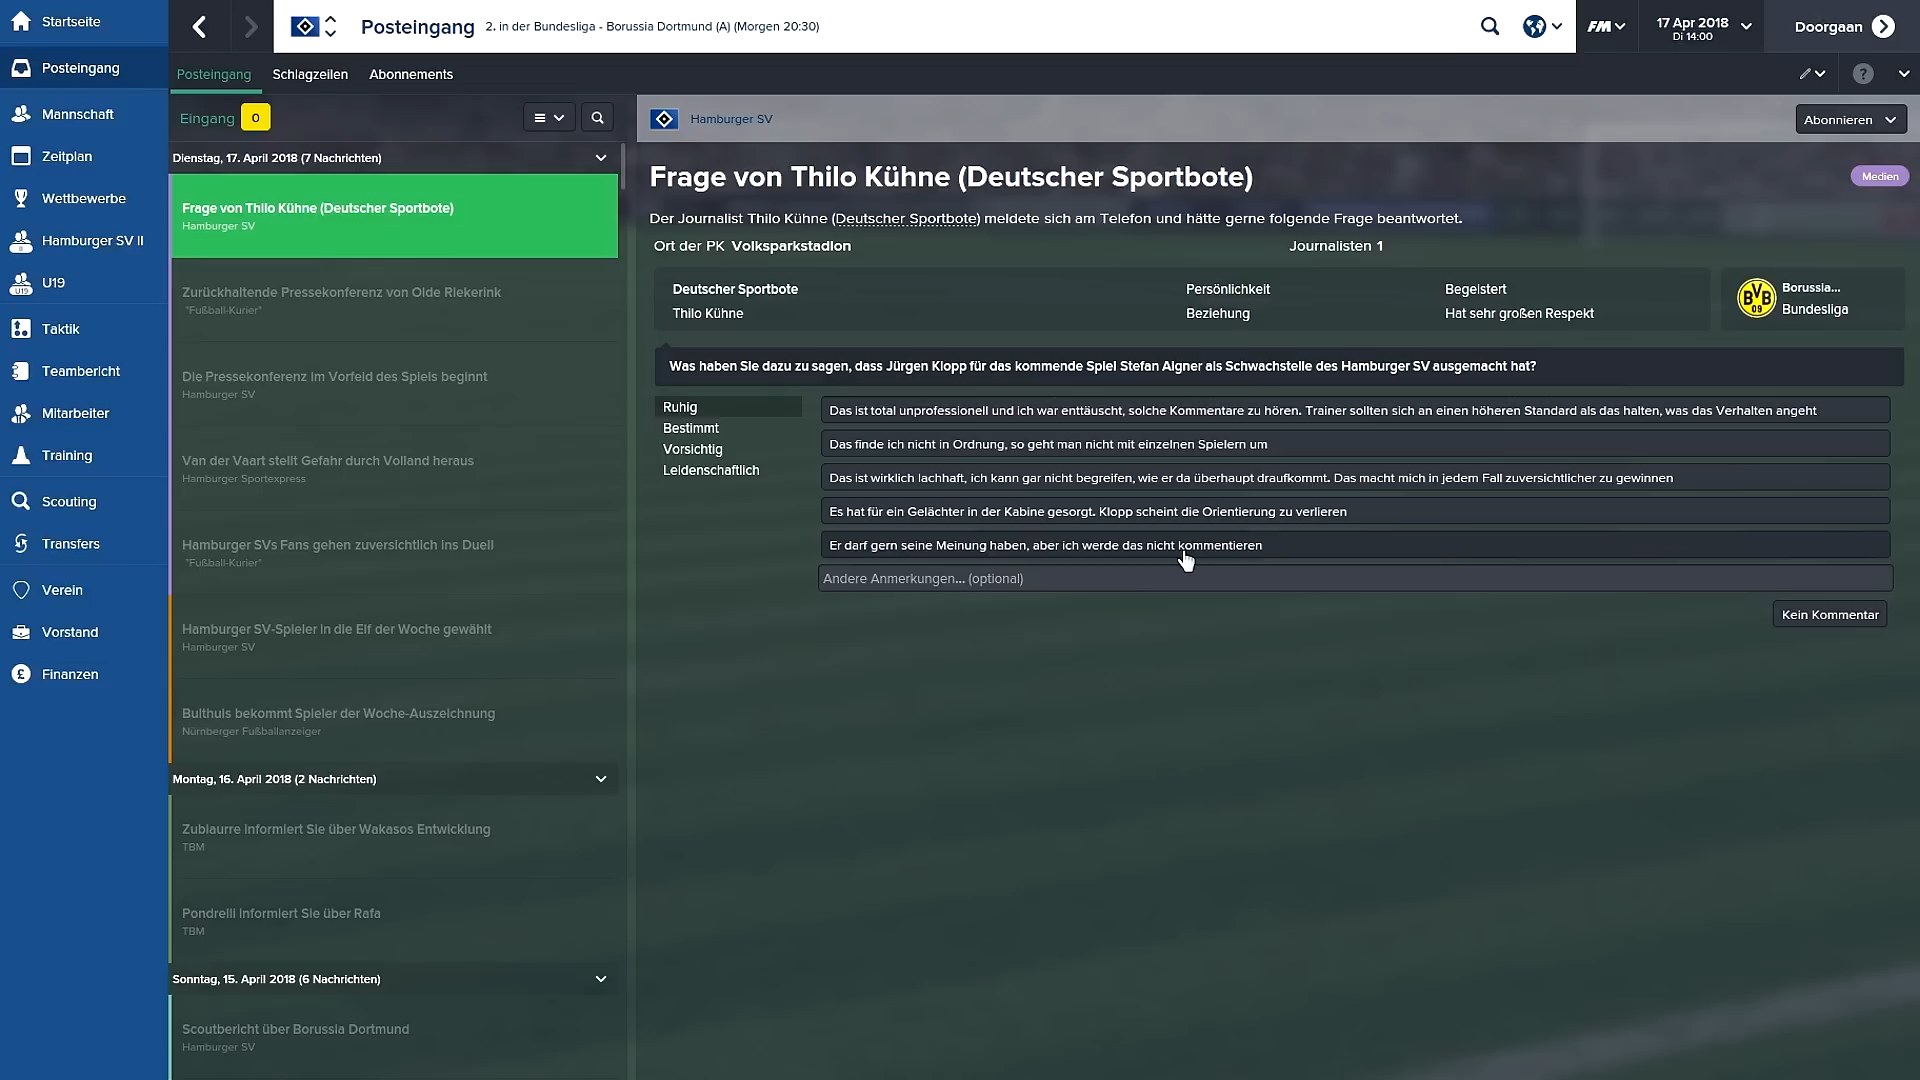 Startseite
Posteingang
Mannschaft
Zeitplan
Wettbewerbe
Hamburger SV II
U19
Taktik
Teambericht
Mitarbeiter
Training
Scouting
Transfers
Verein
Vorstand
Finanzen
Posteingang 2. in der Bundesliga - Borussia Dortmund (A) (Morgen 20:30)
FM
17 Apr 2018
Di 14:00
Doorgaan
Posteingang Schlagzeilen Abonnements
?
Eingang 0
Dienstag, 17. April 2018 (7 Nachrichten)
Frage von Thilo Kühne (Deutscher Sportbote)
Hamburger SV
Zurückhaltende Pressekonferenz von Olde Riekerink
"Fußball-Kurier"
Die Pressekonferenz im Vorfeld des Spiels beginnt
Hamburger SV
Van der Vaart stellt Gefahr durch Volland heraus
Hamburger Sportexpress
Hamburger SVs Fans gehen zuversichtlich ins Duell
"Fußball-Kurier"
Hamburger SV-Spieler in die Elf der Woche gewählt
Hamburger SV
Bulthuis bekommt Spieler der Woche-Auszeichnung
Nürnberger Fußballanzeiger
Montag, 16. April 2018 (2 Nachrichten)
Zubiaurre informiert Sie über Wakasos Entwicklung
TBM
Pondrelli informiert Sie über Rafa
TBM
Sonntag, 15. April 2018 (6 Nachrichten)
Scoutbericht über Borussia Dortmund
Hamburger SV
Hamburger SV
Abonnieren
Frage von Thilo Kühne (Deutscher Sportbote)
Medien
Der Journalist Thilo Kühne (Deutscher Sportbote) meldete sich am Telefon und hätte gerne folgende Frage beantwortet.
Ort der PK Volksparkstadion Journalisten 1
Deutscher Sportbote Persönlichkeit Begeistert
Thilo Kühne Beziehung Hat sehr großen Respekt
BVB 09
Borussia...
Bundesliga
Was haben Sie dazu zu sagen, dass Jürgen Klopp für das kommende Spiel Stefan Aigner als Schwachstelle des Hamburger SV ausgemacht hat?
Ruhig
Bestimmt
Vorsichtig
Leidenschaftlich
Das ist total unprofessionell und ich war enttäuscht, solche Kommentare zu hören. Trainer sollten sich an einen höheren Standard als das halten, was das Verhalten angeht
Das finde ich nicht in Ordnung, so geht man nicht mit einzelnen Spielern um
Das ist wirklich lachhaft, ich kann gar nicht begreifen, wie er da überhaupt draufkommt. Das macht mich in jedem Fall zuversichtlicher zu gewinnen
Es hat für ein Gelächter in der Kabine gesorgt. Klopp scheint die Orientierung zu verlieren
Er darf gern seine Meinung haben, aber ich werde das nicht kommentieren
Andere Anmerkungen... (optional)
Kein Kommentar